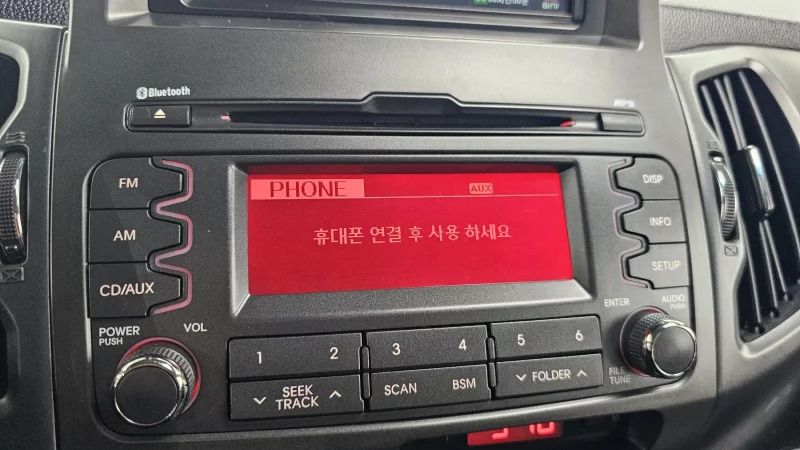 Bluetooth
FM
AM
CD/AUX
PHONE
AUX
휴대폰 연결 후 사용 하세요
DISP
INFO
SETUP
POWER
PUSH
VOL
ENTER
AUDIO
PUSH
1 2
3 4
5 6
SEEK
TRACK
SCAN BSM
FOLDER
FILE
TUNE